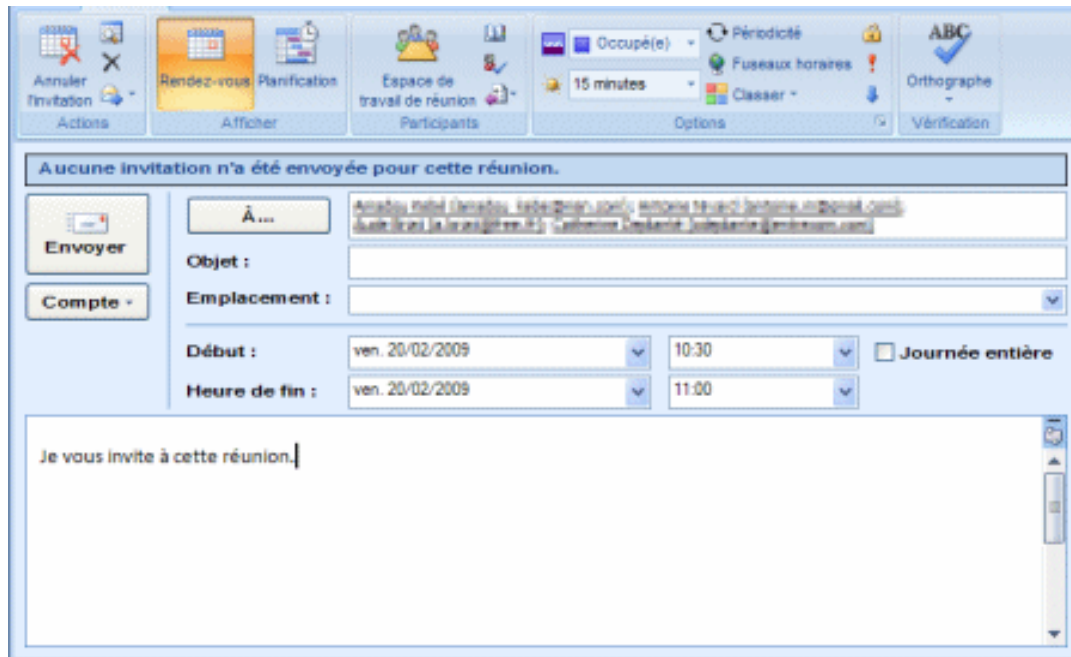 Annuler l'invitation
Rendez-vous
Planification
Espace de travail de réunion
Occupé(e)
15 minutes
Périodicité
Fuseaux horaires
Classer
ABC
Orthographe
Actions
Afficher
Participants
Options
Vérification
Aucune invitation n'a été envoyée pour cette réunion.
Envoyer
À...
Objet :
Compte
Emplacement :
Début : ven. 20/02/2009 10:30 Journée entière
Heure de fin : ven. 20/02/2009 11:00
Je vous invite à cette réunion.